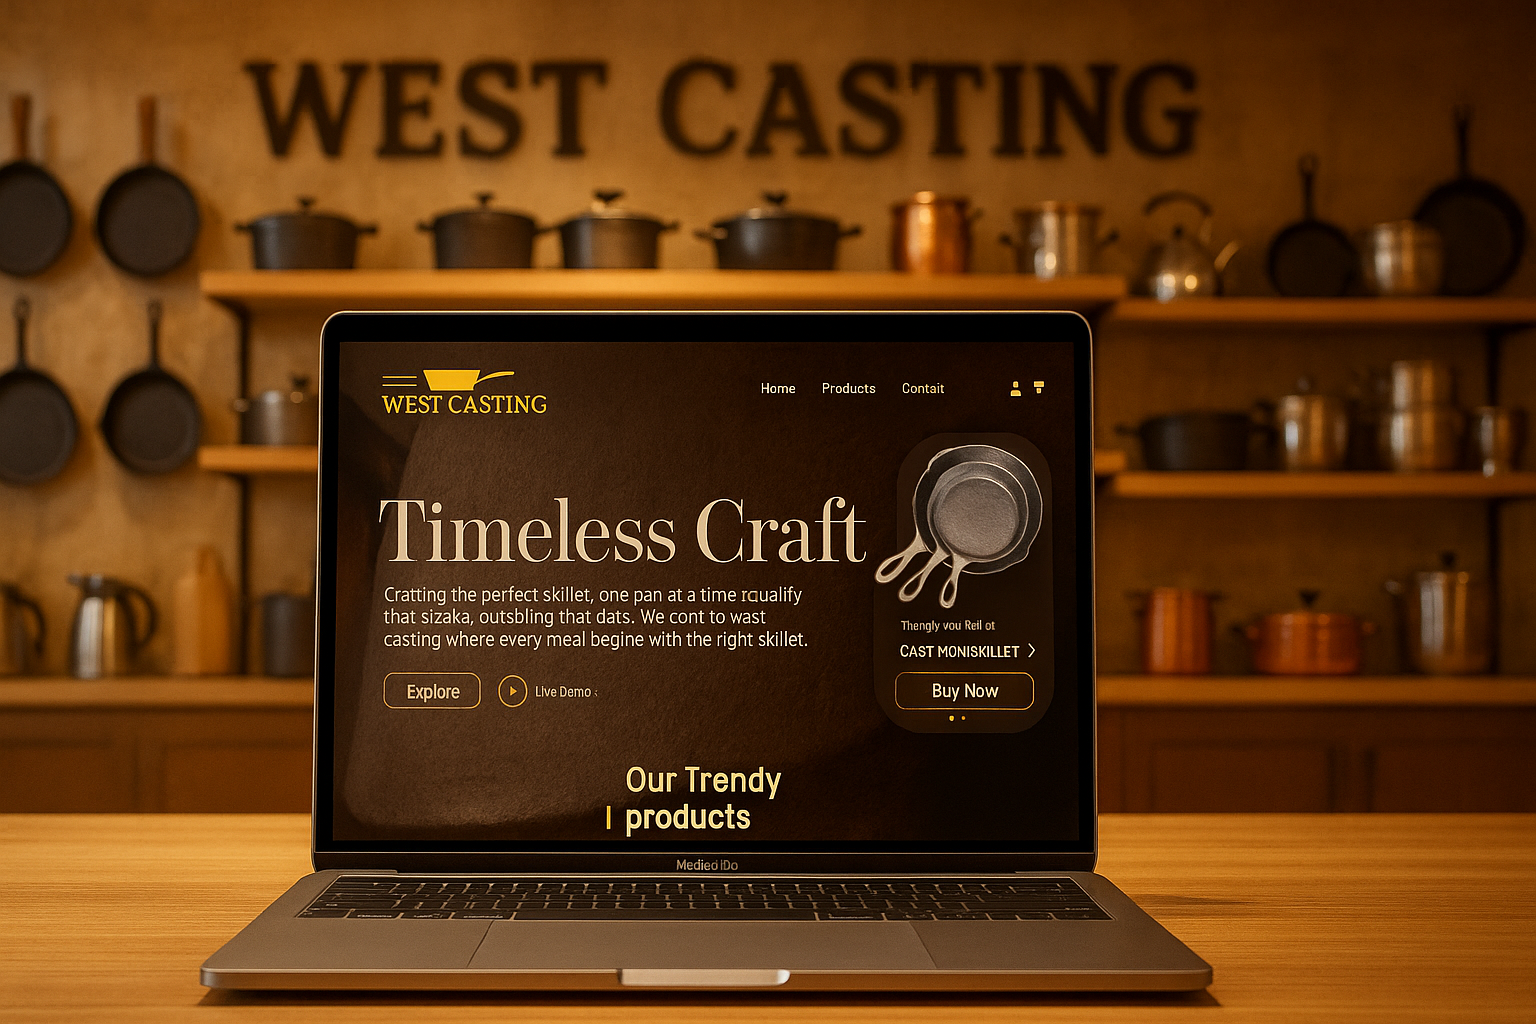 WEST CASTING
WEST CASTING
Home Products Contait
Timeless Craft
Cratting the perfect skillet, one pan at a time rqualify
that sizaka, outsbling that dats. We cont to wast
casting where every meal begine with the right skillet.
Explore
Live Demo
Thengly vou Reil ot
CAST MONISKILLET >
Buy Now
Our Trendy
products